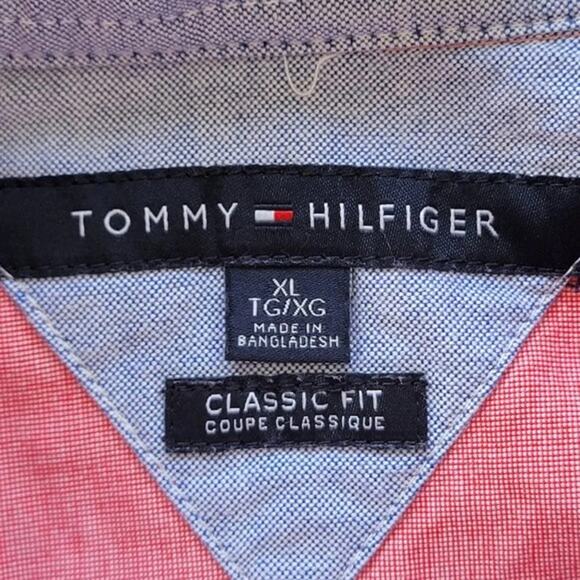 TOMMY HILFIGER
XL
TG/XG
MADE IN
BANGLADESH
CLASSIC FIT
COUPE CLASSIQUE